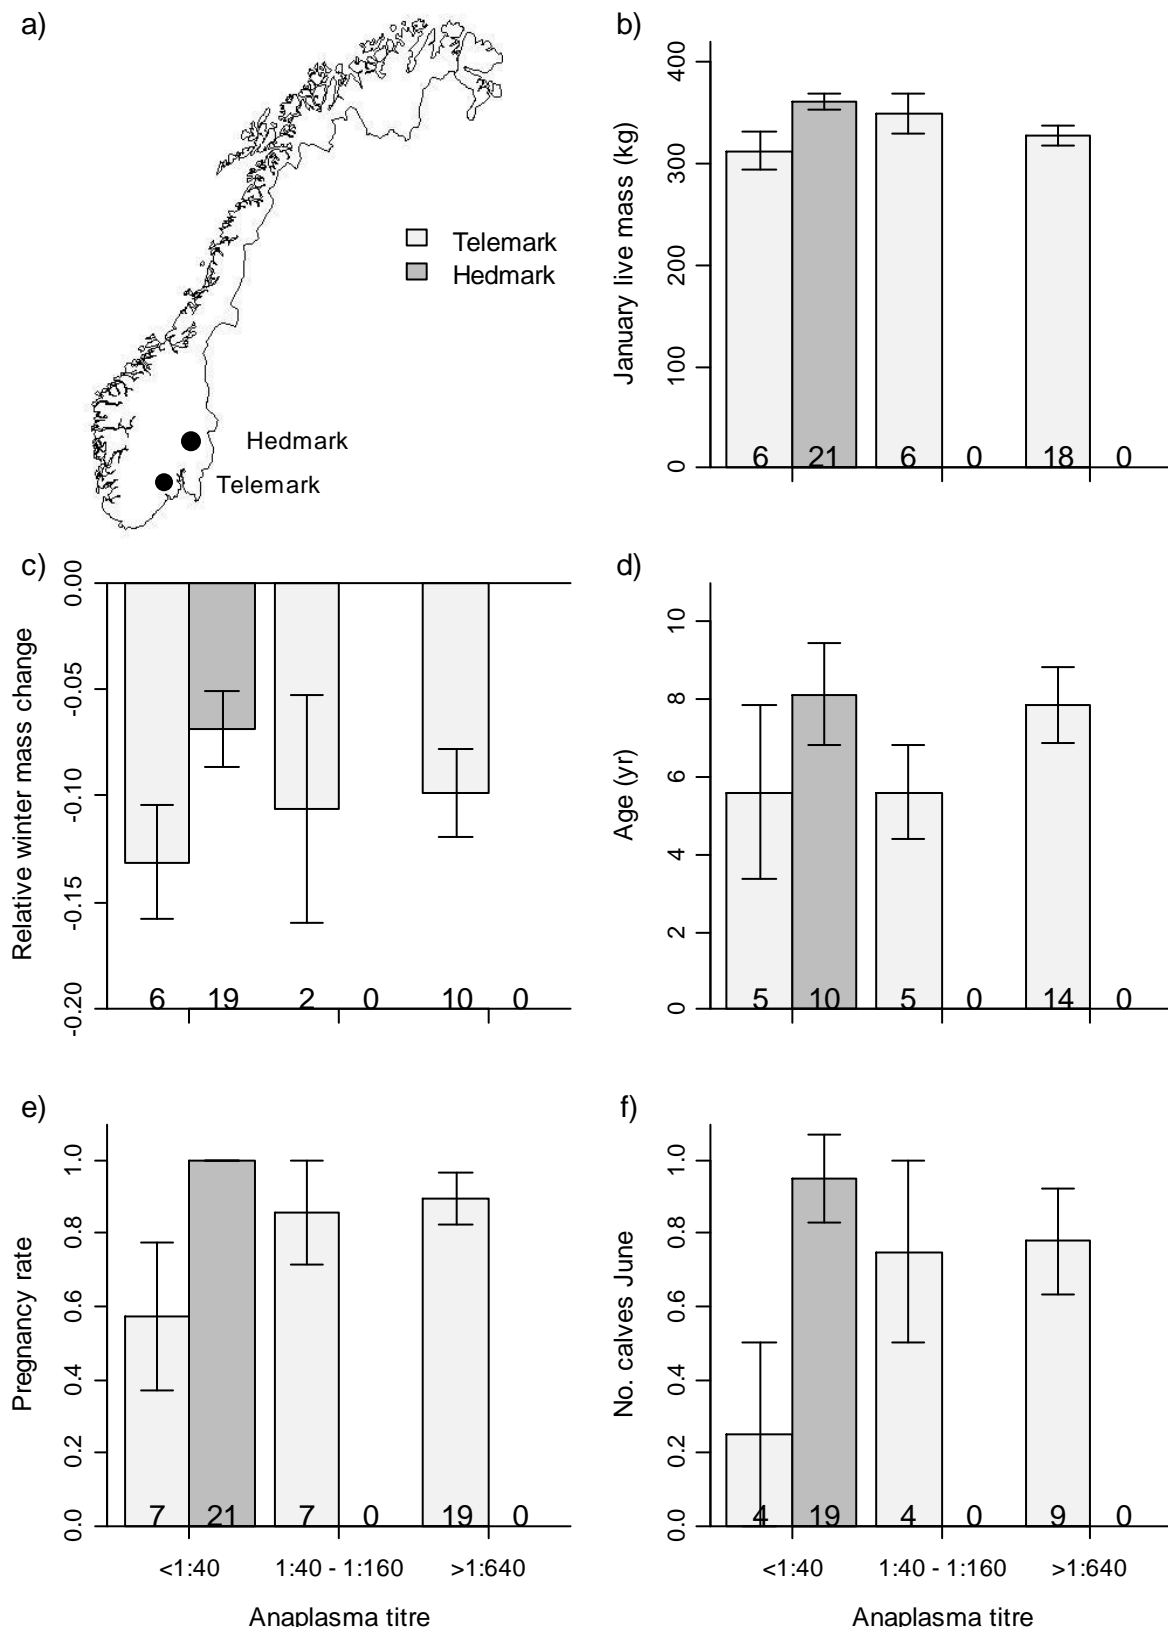 a)
Telemark
Hedmark
Hedmark
Telemark
b)
January live mass (kg)
400
300
200
100
0
6 21 6 0 18 0
c)
Relative winter mass change
0.00
-0.05
-0.10
-0.15
-0.20
6 19 2 0 10 0
d)
Age (yr)
10
8
6
4
2
0
5 10 5 0 14 0
e)
Pregnancy rate
1.0
0.8
0.6
0.4
0.2
0.0
7 21 7 0 19 0
<1:40 1:40 - 1:160 >1:640
Anaplasma titre
f)
No. calves June
1.0
0.8
0.6
0.4
0.2
0.0
4 19 4 0 9 0
<1:40 1:40 - 1:160 >1:640
Anaplasma titre